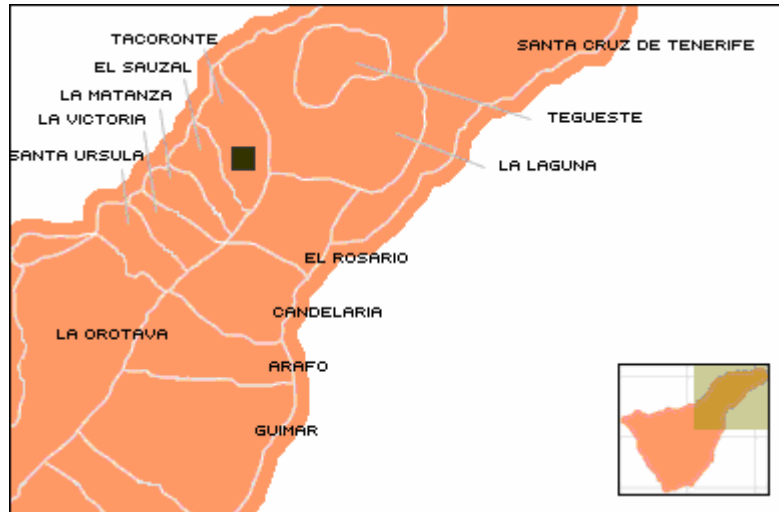 TACORONTE
SANTA CRUZ DE TENERIFE
EL SAUZAL
LA MATANZA
LA VICTORIA
TEGUESTE
SANTA URSULA
LA LAGUNA
EL ROSARIO
CANDELARIA
LA OROTAVA
ARAFO
GUIMAR